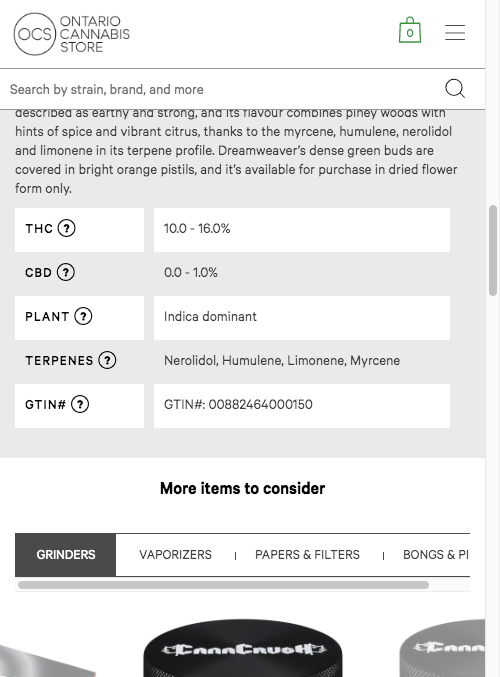 OCS
ONTARIO
CANNABIS
STORE
0
Search by strain, brand, and more
described as earthy and strong, and its flavour combines piney woods with
hints of spice and vibrant citrus, thanks to the myrcene, humulene, nerolidol
and limonene in its terpene profile. Dreamweaver's dense green buds are
covered in bright orange pistils, and it's available for purchase in dried flower
form only.
THC ? 10.0 - 16.0%
CBD ? 0.0 - 1.0%
PLANT ? Indica dominant
TERPENES ? Nerolidol, Humulene, Limonene, Myrcene
GTIN# ? GTIN#: 00882464000150
More items to consider
GRINDERS VAPORIZERS | PAPERS & FILTERS | BONGS & PI
CannCrusH